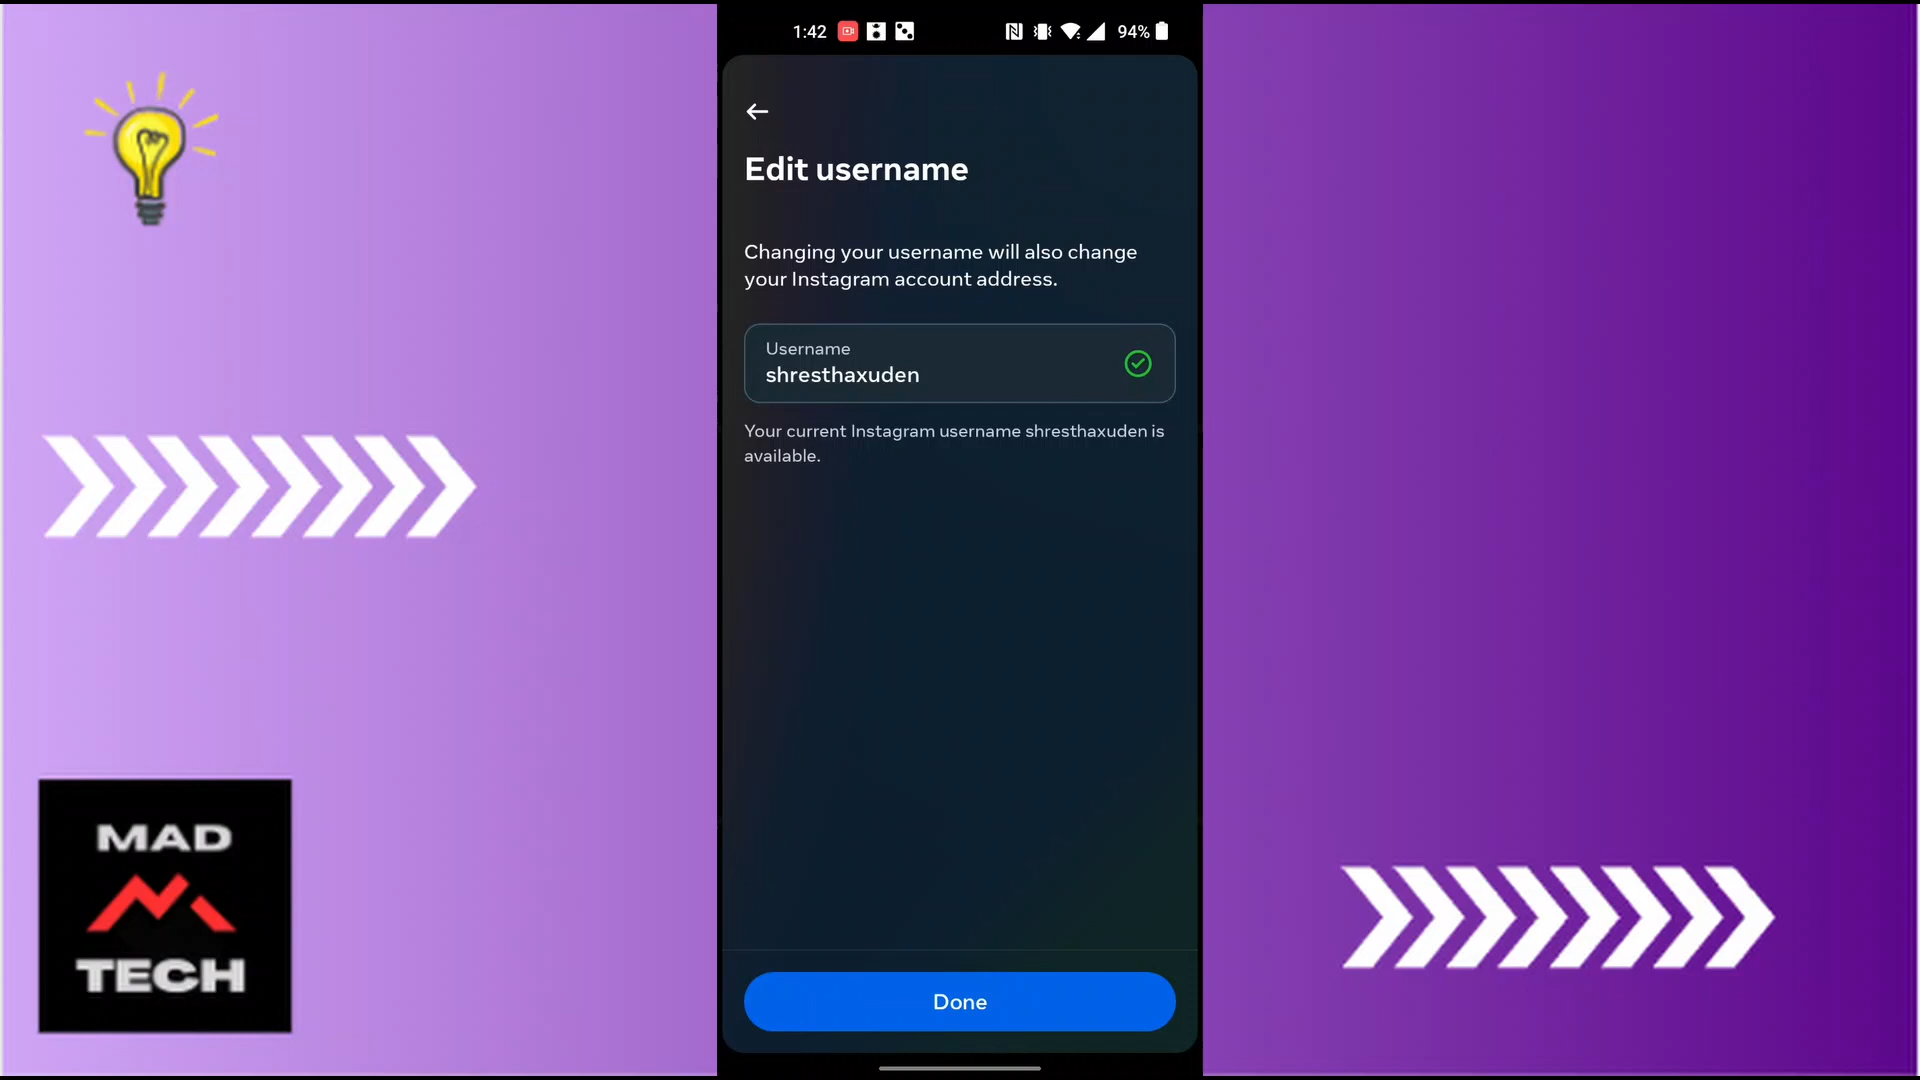 1:42
94%
Edit username
Changing your username will also change
your Instagram account address.
Username
shresthaxuden
Your current Instagram username shresthaxuden is
available.
Done
MAD
TECH